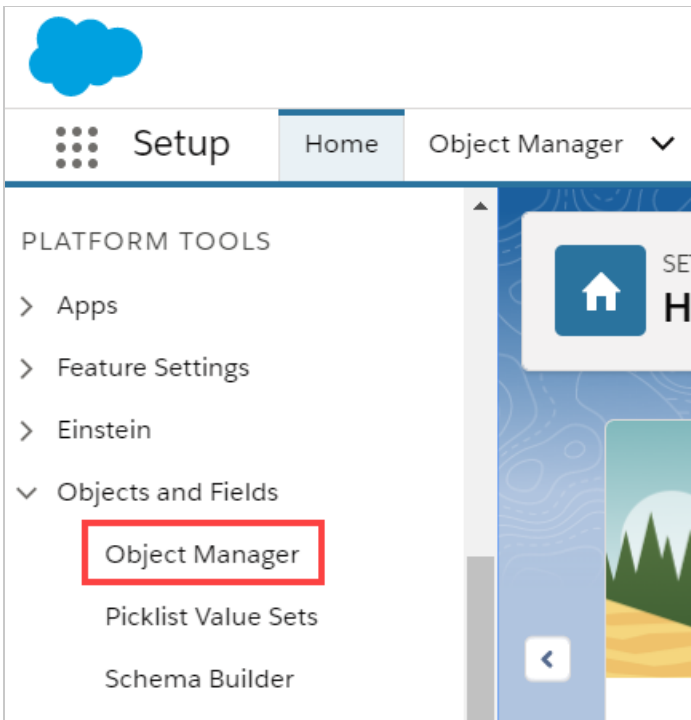 Setup
Home
Object Manager
PLATFORM TOOLS
Apps
Feature Settings
Einstein
Objects and Fields
Object Manager
Picklist Value Sets
Schema Builder